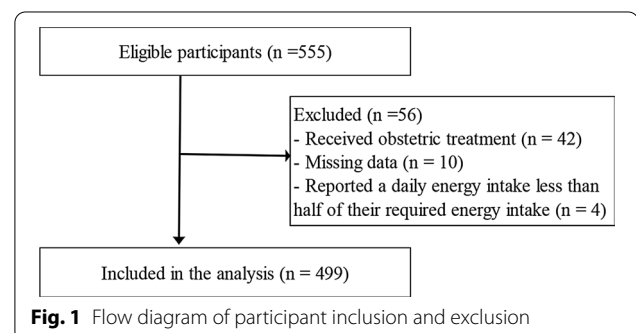 Eligible participants (n =555)
Excluded (n =56)
- Received obstetric treatment (n = 42)
- Missing data (n = 10)
- Reported a daily energy intake less than
half of their required energy intake (n = 4)
Included in the analysis (n = 499)
Fig. 1 Flow diagram of participant inclusion and exclusion